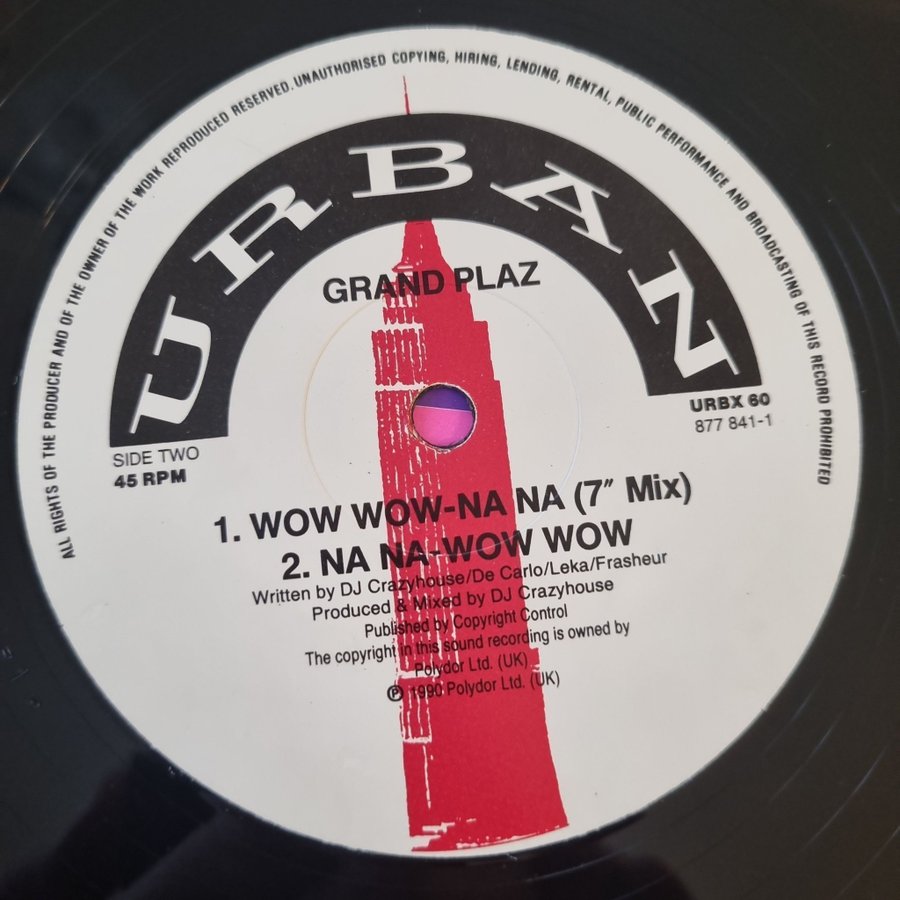 ALL RIGHTS OF THE PRODUCER AND OF THE OWNER OF THE WORK REPRODUCED RESERVED. UNAUTHORISED COPYING, HIRING, LENDING, RENTAL, PUBLIC PERFORMANCE AND BROADCASTING OF THIS RECORD PROHIBITED
URBAN
GRAND PLAZ
URBX 60
877 841-1
SIDE TWO
45 RPM
1. WOW WOW-NA NA (7″ Mix)
2. NA NA-WOW WOW
Written by DJ Crazyhouse/De Carlo/Leka/Frasheur
Produced & Mixed by DJ Crazyhouse
Published by Copyright Control
The copyright in this sound recording is owned by
Polydor Ltd. (UK)
℗ 1990 Polydor Ltd. (UK)